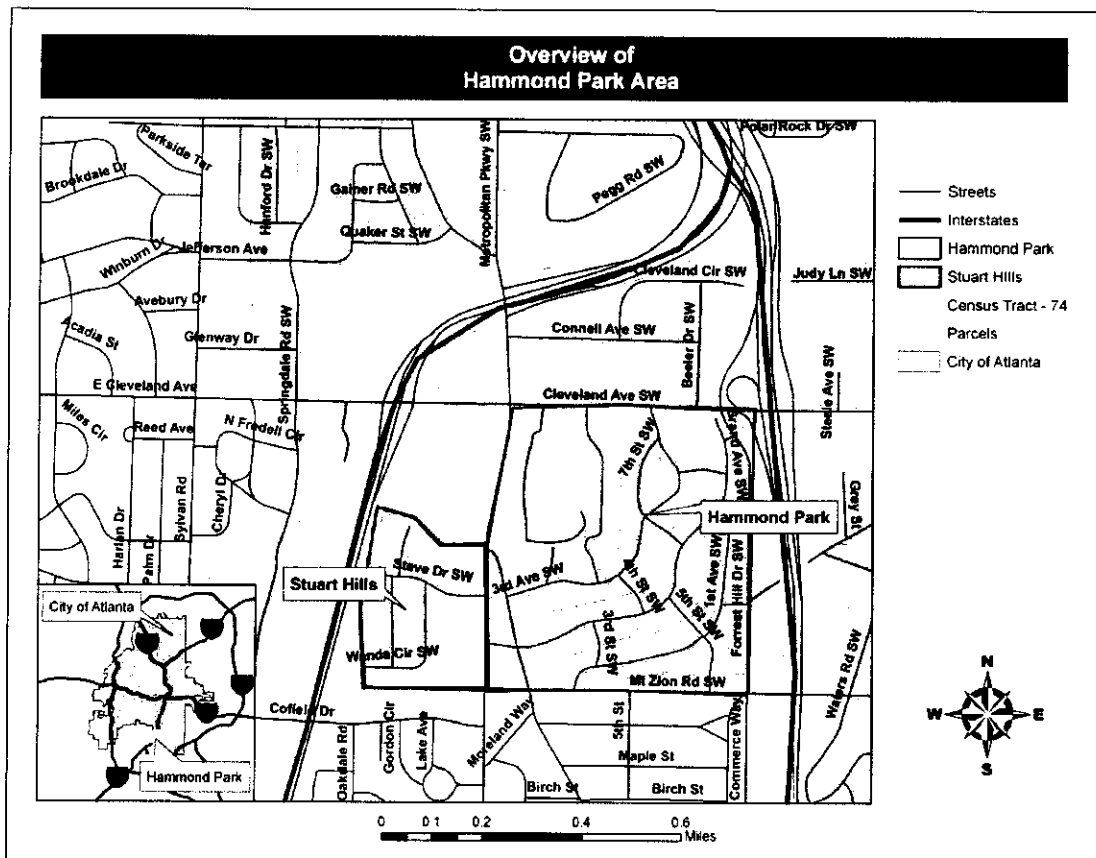 Overview of
Hammond Park Area
Polar Rock Dr SW
Parkside Ter
Brookdale Dr
Hanford Dr SW
Gainer Rd SW
Metropolitan Pkwy SW
Pegg Rd SW
Quaker St SW
Jefferson Ave
Winburn Dr
Cleveland Cir SW
Judy Ln SW
Avebury Dr
Acadia St
Glenway Dr
Springdale Rd SW
Connell Ave SW
Beeler Dr SW
Steele Ave SW
E Cleveland Ave
Cleveland Ave SW
Miles Cir
Reed Ave
N Fredell Cir
7th St SW
Grey St
Hammond Park
Harlan Dr
Palm Dr
Sylvan Rd
Cheryl Dr
Stuart Hills
Steve Dr SW
3rd Ave SW
4th St SW
5th St SW
1st Ave SW
Forrest Hill Dr SW
3rd St SW
Wanda Cir SW
Mt Zion Rd SW
Waters Rd SW
City of Atlanta
Hammond Park
Coffield Dr
Oakdale Rd
Gordon Cir
Lake Ave
Moreland Way
5th St
Maple St
Commerce Way
Birch St
Birch St
Streets
Interstates
Hammond Park
Stuart Hills
Census Tract - 74
Parcels
City of Atlanta
N
W E
S
0 0 1 0.2 0.4 0.6
Miles